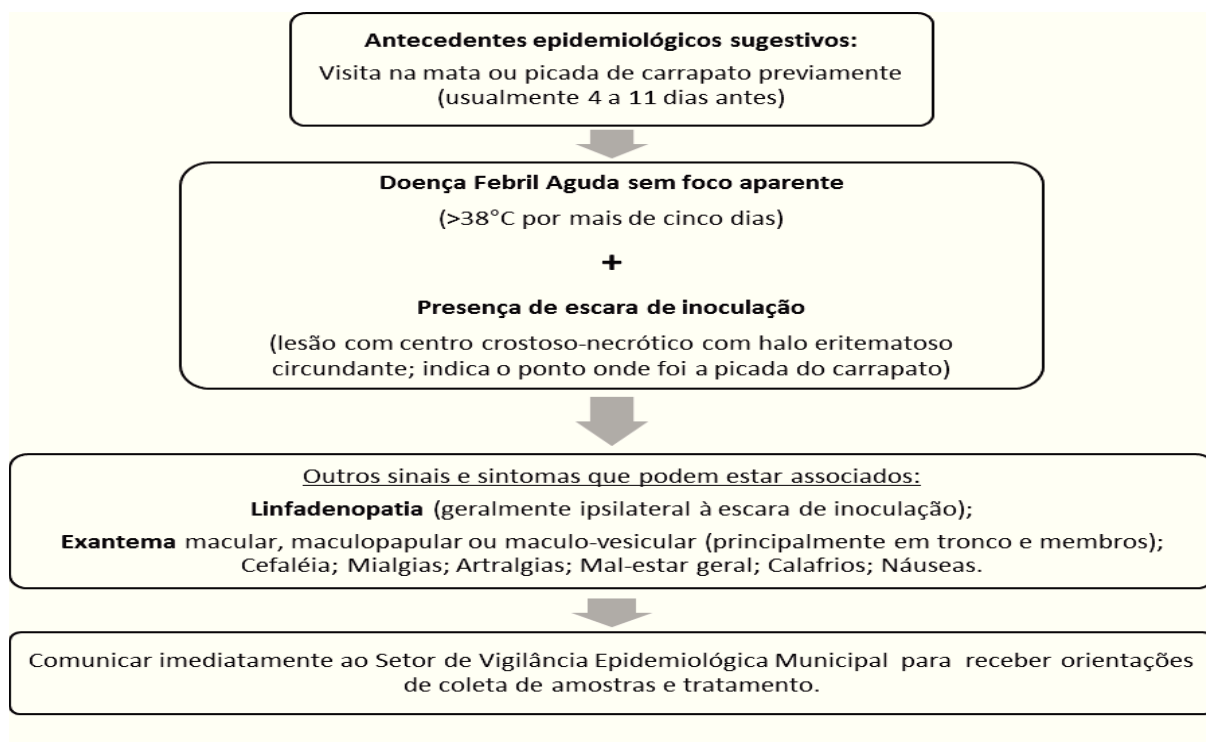 Antecedentes epidemiológicos sugestivos:
Visita na mata ou picada de carrapato previamente
(usualmente 4 a 11 dias antes)
Doença Febril Aguda sem foco aparente
(>38°C por mais de cinco dias)
+
Presença de escara de inoculação
(lesão com centro crostoso-necrótico com halo eritematoso
circundante; indica o ponto onde foi a picada do carrapato)
Outros sinais e sintomas que podem estar associados:
Linfadenopatia (geralmente ipsilateral à escara de inoculação);
Exantema macular, maculopapular ou maculo-vesicular (principalmente em tronco e membros);
Cefaléia; Mialgias; Artralgias; Mal-estar geral; Calafrios; Náuseas.
Comunicar imediatamente ao Setor de Vigilância Epidemiológica Municipal para receber orientações
de coleta de amostras e tratamento.